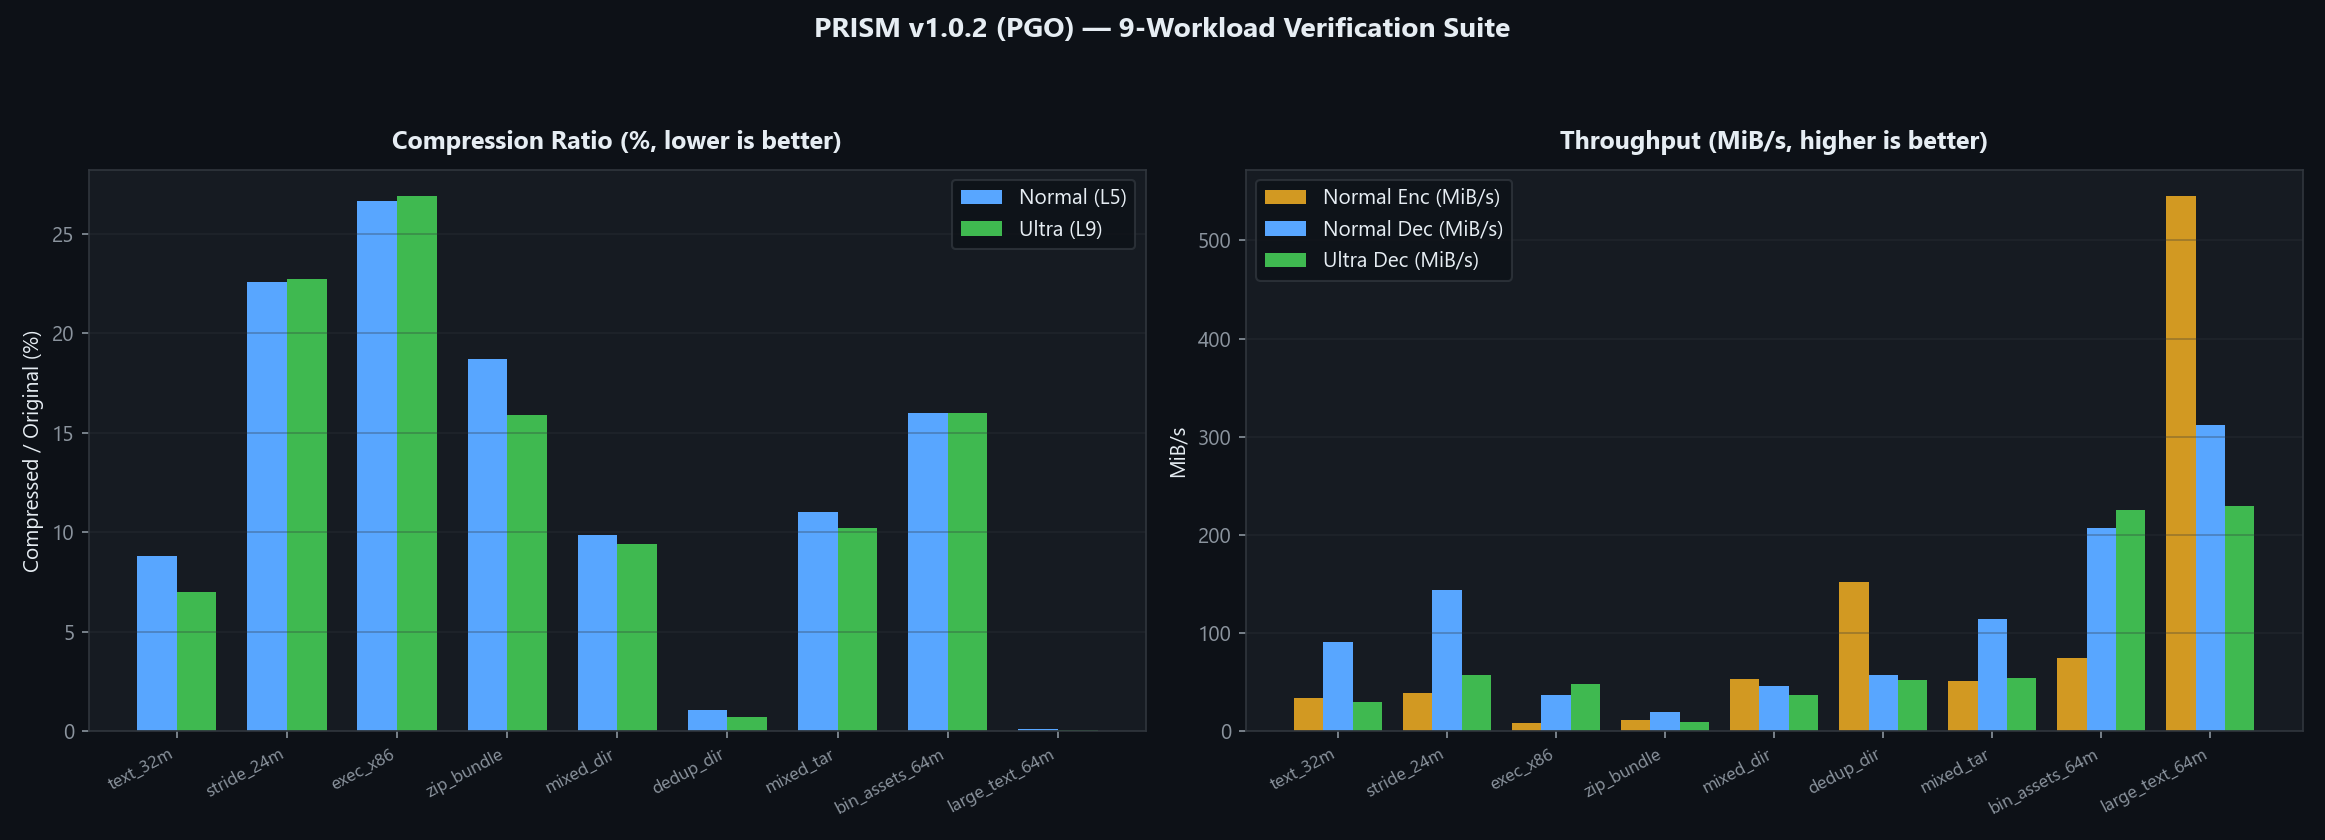 PRISM v1.0.2 (PGO) — 9-Workload Verification Suite
Compression Ratio (%, lower is better)
Normal (L5)
Ultra (L9)
Compressed / Original (%)
25
20
15
10
5
0
text_32m
stride_24m
exec_x86
zip_bundle
mixed_dir
dedup_dir
mixed_tar
bin_assets_64m
large_text_64m
Throughput (MiB/s, higher is better)
Normal Enc (MiB/s)
Normal Dec (MiB/s)
Ultra Dec (MiB/s)
MiB/s
500
400
300
200
100
0
text_32m
stride_24m
exec_x86
zip_bundle
mixed_dir
dedup_dir
mixed_tar
bin_assets_64m
large_text_64m